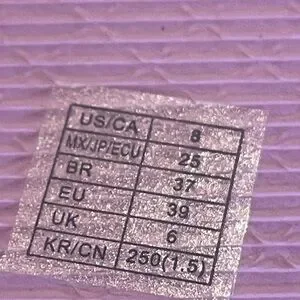 US/CA 8
MX/JP/ECU 25
BR 37
EU 39
UK 6
KR/CN 250(1.5)